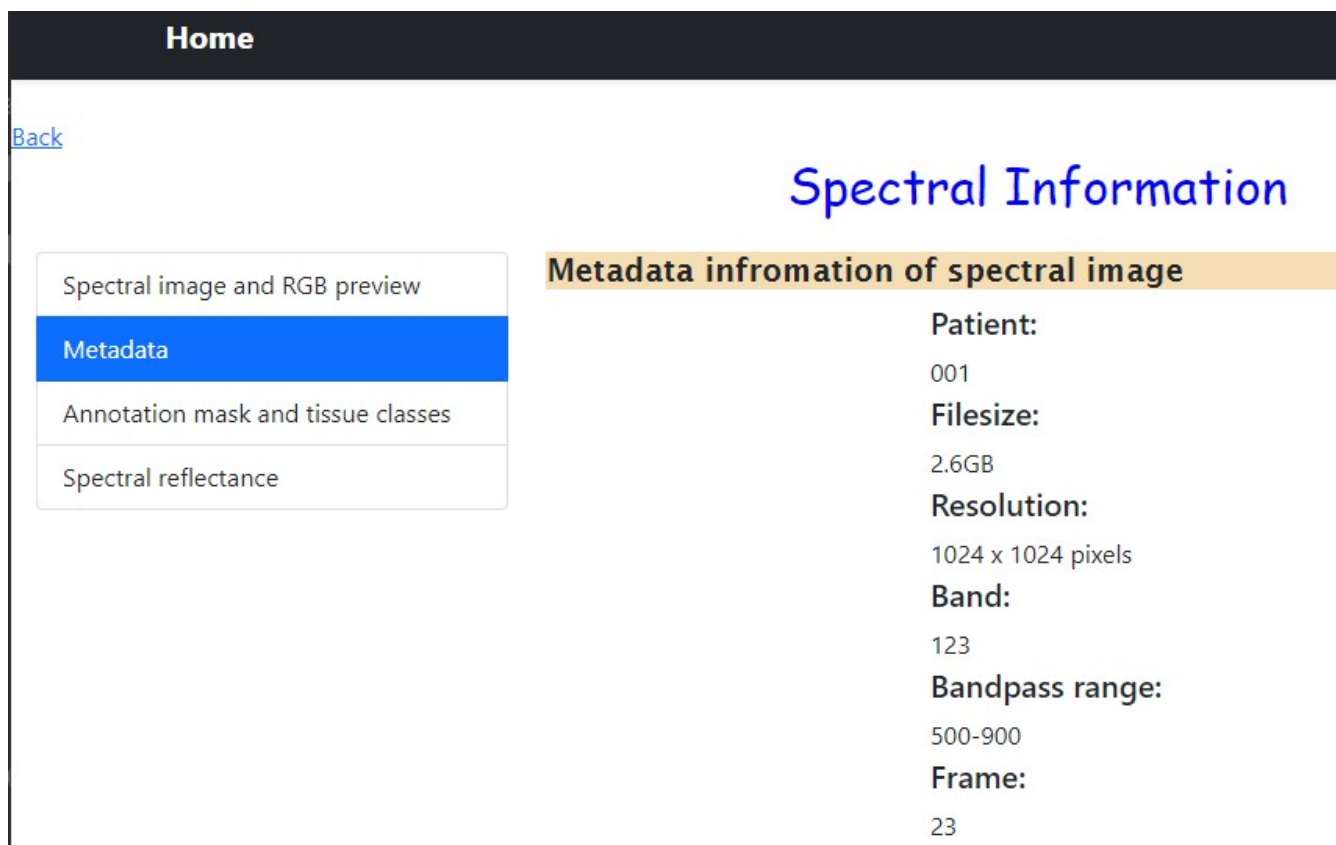 Home
Back
Spectral Information
Spectral image and RGB preview
Metadata
Annotation mask and tissue classes
Spectral reflectance
Metadata infromation of spectral image
Patient:
001
Filesize:
2.6GB
Resolution:
1024 x 1024 pixels
Band:
123
Bandpass range:
500-900
Frame:
23